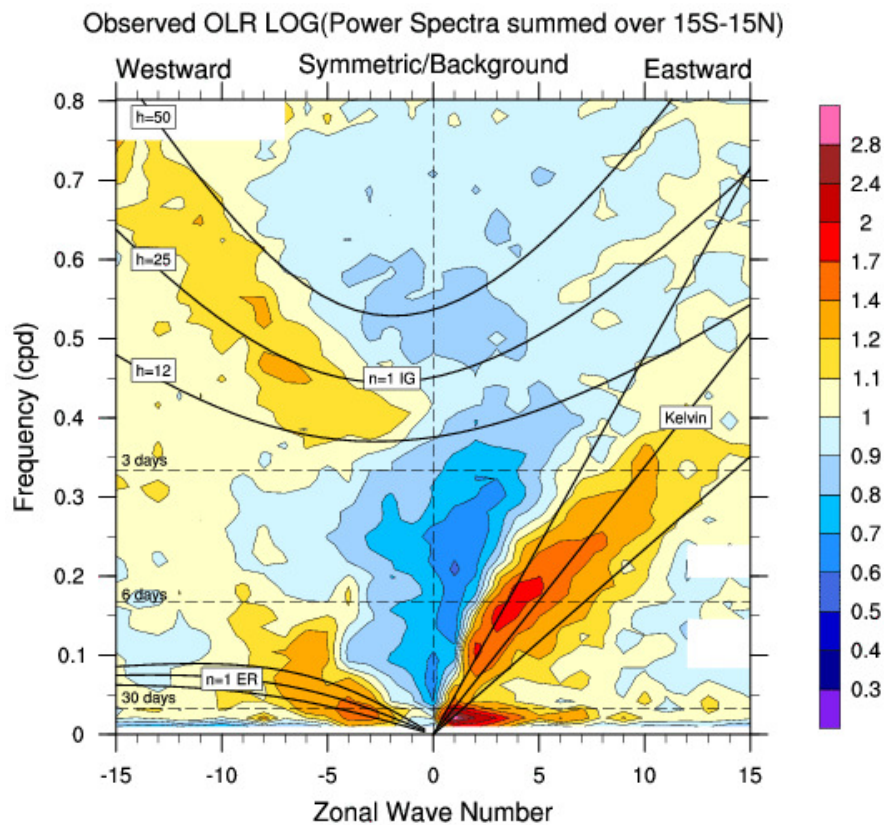 Observed OLR LOG(Power Spectra summed over 15S-15N)
Westward Symmetric/Background Eastward
0.8
0.7
0.6
0.5
0.4
0.3
0.2
0.1
0
Frequency (cpd)
h=50
h=25
h=12
n=1 IG
Kelvin
3 days
6 days
n=1 ER
30 days
-15 -10 -5 0 5 10 15
Zonal Wave Number
2.8
2.4
2
1.7
1.4
1.2
1.1
1
0.9
0.8
0.7
0.6
0.5
0.4
0.3